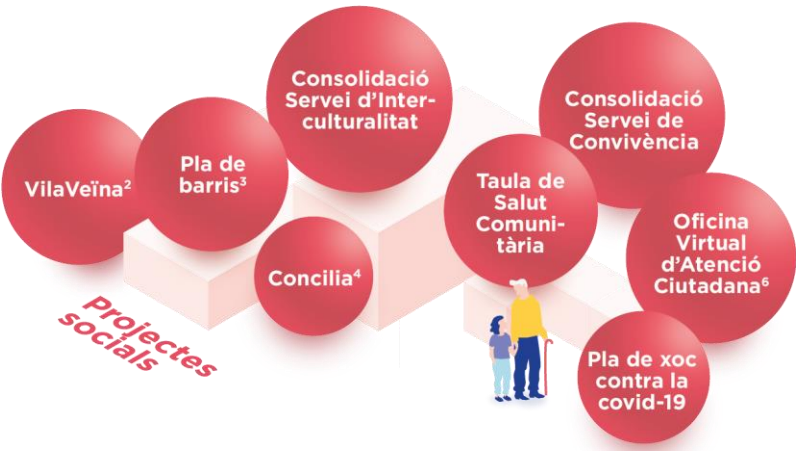 VilaVeïna²
Pla de
barris³
Consolidació
Servei d'Inter-
culturalitat
Concilia⁴
Taula de
Salut
Comuni-
tària
Consolidació
Servei de
Convivència
Oficina
Virtual
d'Atenció
Ciutadana⁶
Pla de xoc
contra la
covid-19
Projectes
socials